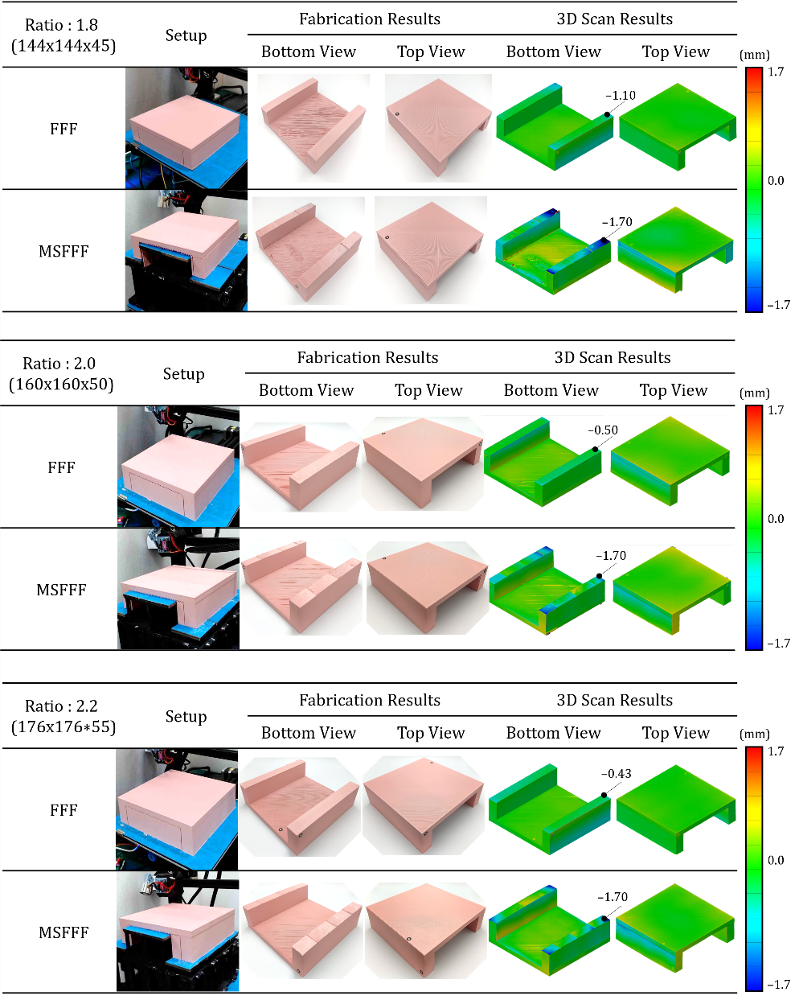 Ratio : 1.8
(144x144x45)
Setup
Fabrication Results
3D Scan Results
Bottom View
Top View
Bottom View
Top View
(mm)
FFF
−1.10
1.7
0.0
−1.7
MSFFF
−1.70
Ratio : 2.0
(160x160x50)
Setup
Fabrication Results
3D Scan Results
Bottom View
Top View
Bottom View
Top View
(mm)
FFF
−0.50
1.7
0.0
−1.7
MSFFF
−1.70
Ratio : 2.2
(176x176*55)
Setup
Fabrication Results
3D Scan Results
Bottom View
Top View
Bottom View
Top View
(mm)
FFF
−0.43
1.7
0.0
−1.7
MSFFF
−1.70